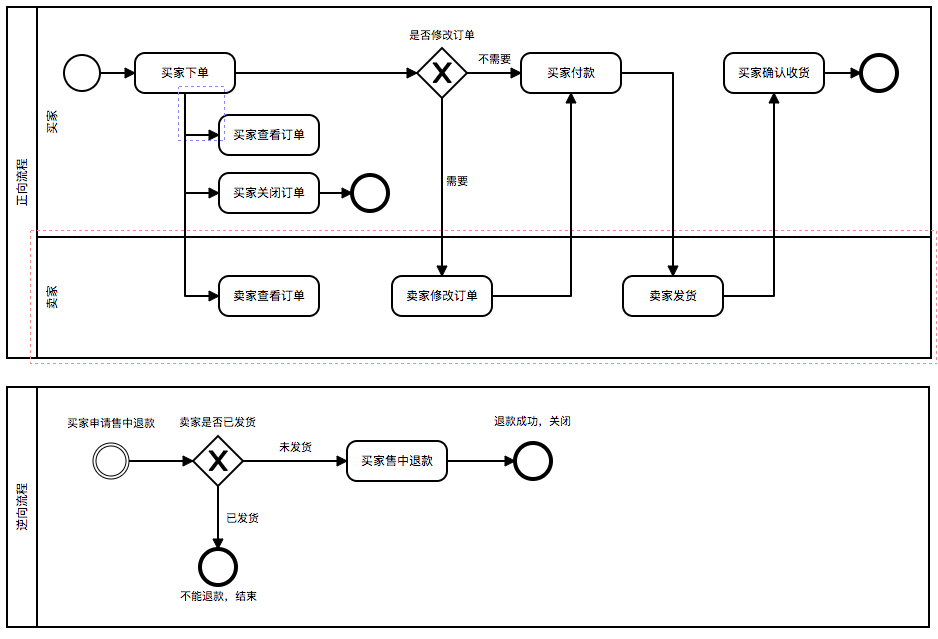 正向流程
买家
是否修改订单
买家下单
不需要
买家付款
买家确认收货
买家查看订单
需要
买家关闭订单
卖家
卖家查看订单
卖家修改订单
卖家发货
逆向流程
买家申请售中退款
卖家是否已发货
退款成功，关闭
未发货
买家售中退款
已发货
不能退款，结束